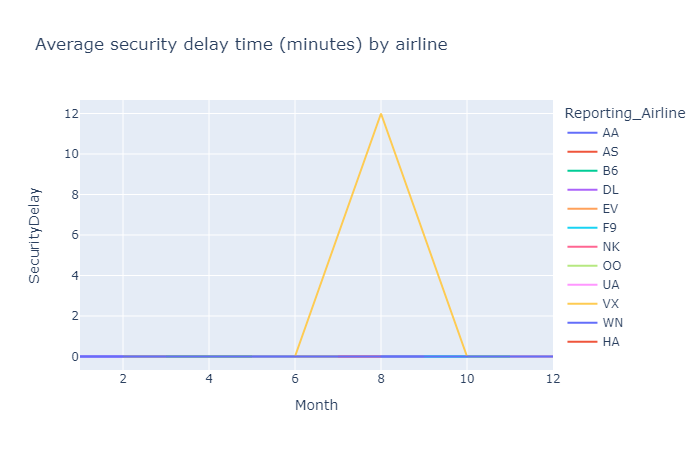 Average security delay time (minutes) by airline
SecurityDelay
12
10
8
6
4
2
0
2 4 6 8 10 12
Month
Reporting_Airline
AA
AS
B6
DL
EV
F9
NK
OO
UA
VX
WN
HA